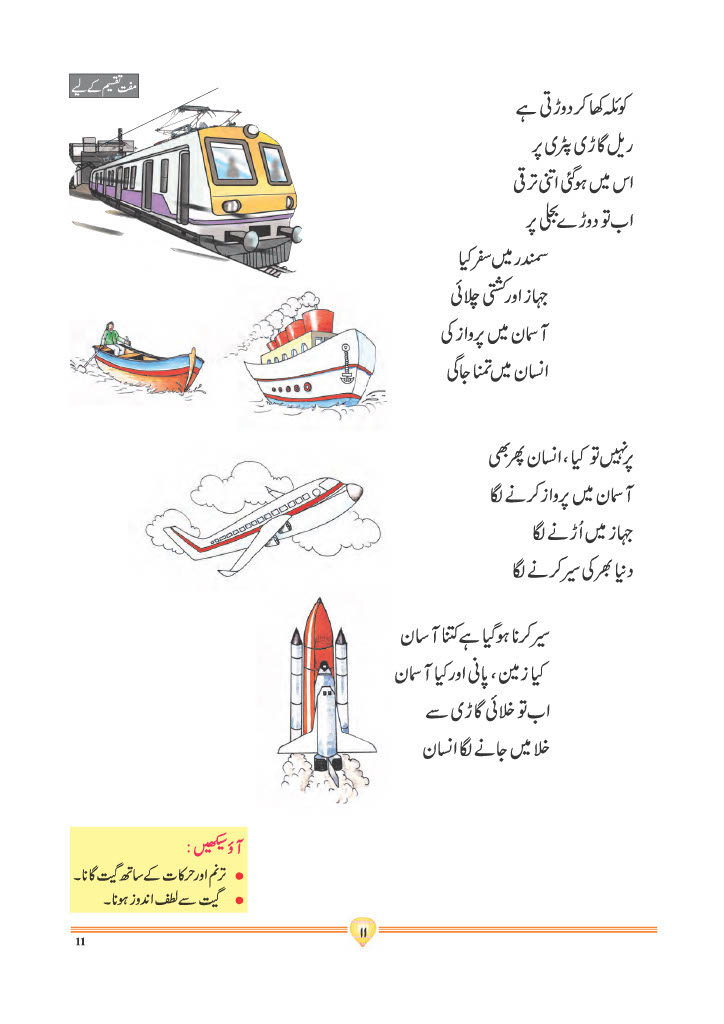 مفت تقسیم کے لیے
کوئلہ کھا کر دوڑتی ہے
ریل گاڑی پٹری پر
اس میں ہوگئی اتنی ترقی
اب تو دوڑے بجلی پر
سمندر میں سفر کیا
جہاز اور کشتی چلائی
آسمان میں پرواز کی
انسان میں تمنا جاگی
پر نہیں تو کیا، انسان پھر بھی
آسمان میں پرواز کرنے لگا
جہاز میں اُڑنے لگا
دنیا بھر کی سیر کرنے لگا
سیر کرنا ہوگیا ہے کتنا آسان
کیا زمین، پانی اور کیا آسمان
اب تو خلائی گاڑی سے
خلا میں جانے لگا انسان
آؤ سیکھیں :
• ترنم اور حرکات کے ساتھ گیت گانا۔
• گیت سے لطف اندوز ہونا۔
۱۱
11